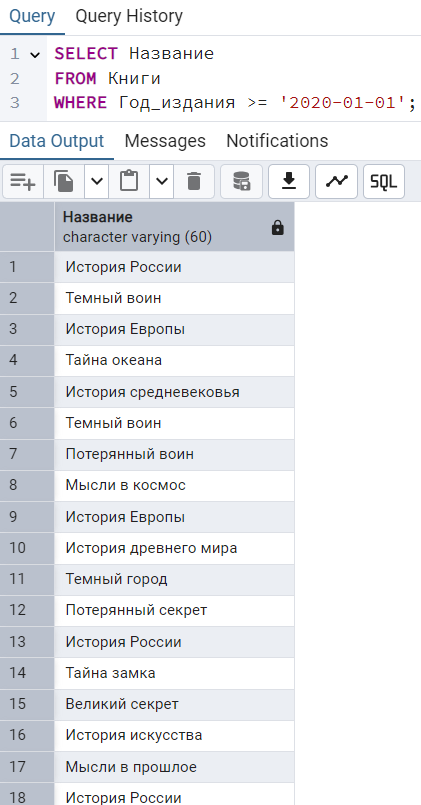 Query Query History
1 SELECT Название
2 FROM Книги
3 WHERE Год_издания >= '2020-01-01';
Data Output Messages Notifications
SQL
Название
character varying (60)
1 История России
2 Темный воин
3 История Европы
4 Тайна океана
5 История средневековья
6 Темный воин
7 Потерянный воин
8 Мысли в космос
9 История Европы
10 История древнего мира
11 Темный город
12 Потерянный секрет
13 История России
14 Тайна замка
15 Великий секрет
16 История искусства
17 Мысли в прошлое
18 История России